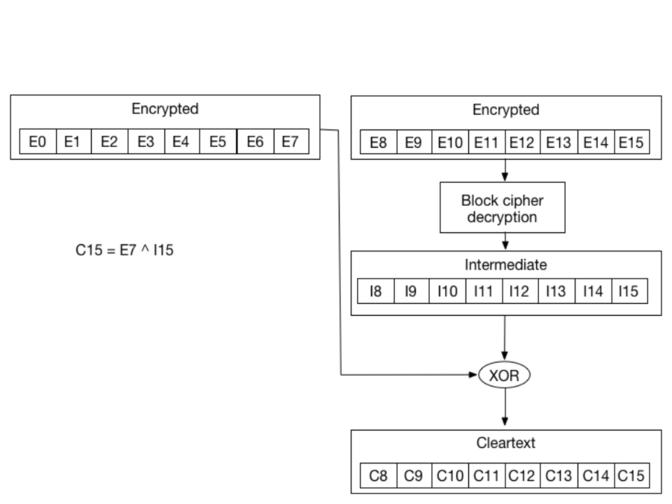 Encrypted
E0 E1 E2 E3 E4 E5 E6 E7
Encrypted
E8 E9 E10 E11 E12 E13 E14 E15
Block cipher
decryption
C15 = E7 ^ I15
Intermediate
I8 I9 I10 I11 I12 I13 I14 I15
XOR
Cleartext
C8 C9 C10 C11 C12 C13 C14 C15